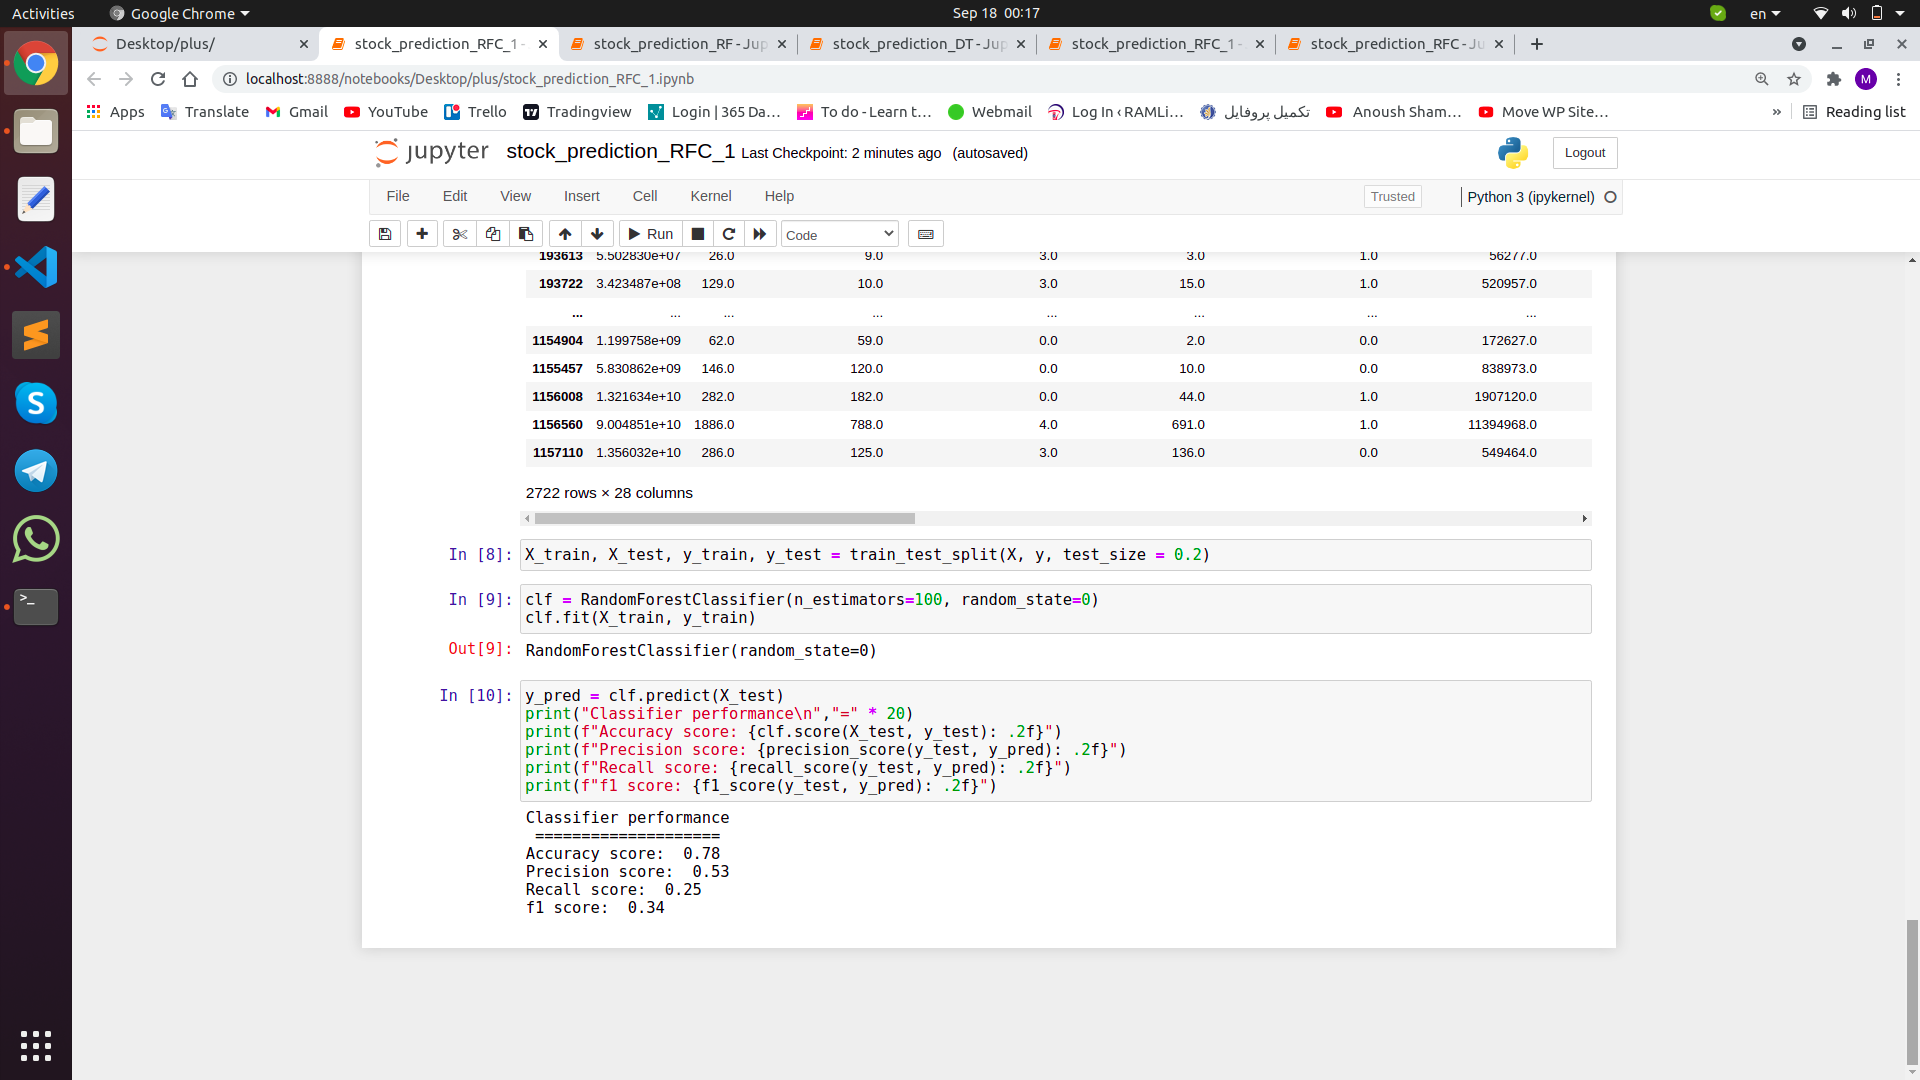 Activities Google Chrome Sep 18 00:17 en
Desktop/plus/ stock_prediction_RFC_1 - stock_prediction_RF - Jup stock_prediction_DT - Jup stock_prediction_RFC_1 - stock_prediction_RFC - Ju
localhost:8888/notebooks/Desktop/plus/stock_prediction_RFC_1.ipynb M
Apps Translate Gmail YouTube Trello Tradingview Login | 365 Da… To do - Learn t… Webmail Log In ‹ RAMLi… تکمیل پروفایل Anoush Sham… Move WP Site… » Reading list
jupyter stock_prediction_RFC_1 Last Checkpoint: 2 minutes ago (autosaved) Logout
File Edit View Insert Cell Kernel Help Trusted Python 3 (ipykernel)
Run Code
193613 5.502830e+07 26.0 9.0 3.0 3.0 1.0 56277.0
193722 3.423487e+08 129.0 10.0 3.0 15.0 1.0 520957.0
... ... ... ... ... ... ... ...
1154904 1.199758e+09 62.0 59.0 0.0 2.0 0.0 172627.0
1155457 5.830862e+09 146.0 120.0 0.0 10.0 0.0 838973.0
1156008 1.321634e+10 282.0 182.0 0.0 44.0 1.0 1907120.0
1156560 9.004851e+10 1886.0 788.0 4.0 691.0 1.0 11394968.0
1157110 1.356032e+10 286.0 125.0 3.0 136.0 0.0 549464.0
2722 rows × 28 columns
In [8]: X_train, X_test, y_train, y_test = train_test_split(X, y, test_size = 0.2)
In [9]: clf = RandomForestClassifier(n_estimators=100, random_state=0)
clf.fit(X_train, y_train)
Out[9]: RandomForestClassifier(random_state=0)
In [10]: y_pred = clf.predict(X_test)
print("Classifier performance\n","=" * 20)
print(f"Accuracy score: {clf.score(X_test, y_test): .2f}")
print(f"Precision score: {precision_score(y_test, y_pred): .2f}")
print(f"Recall score: {recall_score(y_test, y_pred): .2f}")
print(f"f1 score: {f1_score(y_test, y_pred): .2f}")
Classifier performance
====================
Accuracy score:  0.78
Precision score:  0.53
Recall score:  0.25
f1 score:  0.34